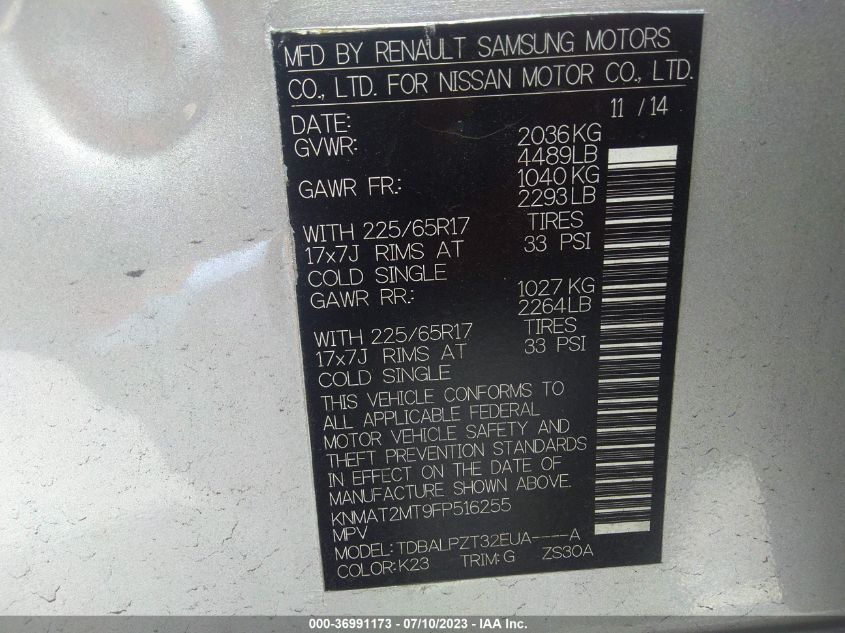 MFD BY RENAULT SAMSUNG MOTORS
CO., LTD. FOR NISSAN MOTOR CO., LTD.
DATE: 11 / 14
GVWR: 2036 KG
4489LB
GAWR FR.: 1040 KG
2293 LB
WITH 225/65R17 TIRES
17x7J RIMS AT 33 PSI
COLD SINGLE
GAWR RR.: 1027 KG
2264 LB
WITH 225/65R17 TIRES
17x7J RIMS AT 33 PSI
COLD SINGLE
THIS VEHICLE CONFORMS TO
ALL APPLICABLE FEDERAL
MOTOR VEHICLE SAFETY AND
THEFT PREVENTION STANDARDS
IN EFFECT ON THE DATE OF
MANUFACTURE SHOWN ABOVE.
KNMAT2MT9FP516255
MPV
MODEL: TDBALPZT32EUA----A
COLOR:K23 TRIM:G ZS30A
000-36991173 - 07/10/2023 - IAA Inc.